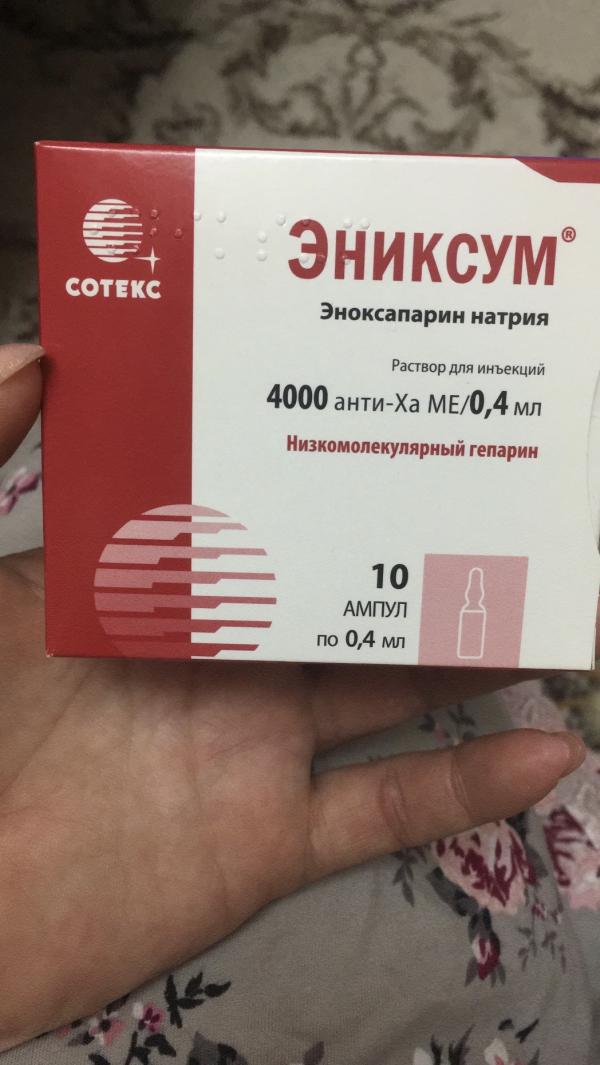 СОТЕКС
ЭНИКСУМ®
Эноксапарин натрия
Раствор для инъекций
4000 анти-Ха МЕ/0,4 мл
Низкомолекулярный гепарин
10
АМПУЛ
по 0,4 мл